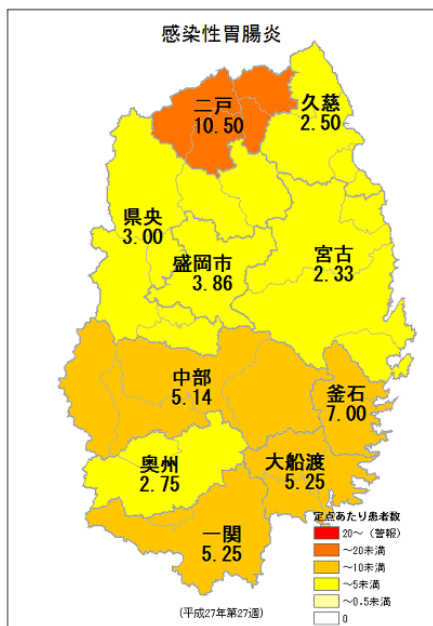 感染性胃腸炎
二戸
10.50
久慈
2.50
県央
3.00
盛岡市
3.86
宮古
2.33
中部
5.14
釜石
7.00
奥州
2.75
大船渡
5.25
一関
5.25
定点あたり患者数
20～（警報）
～20未満
～10未満
～5未満
～0.5未満
0
(平成27年第27週)